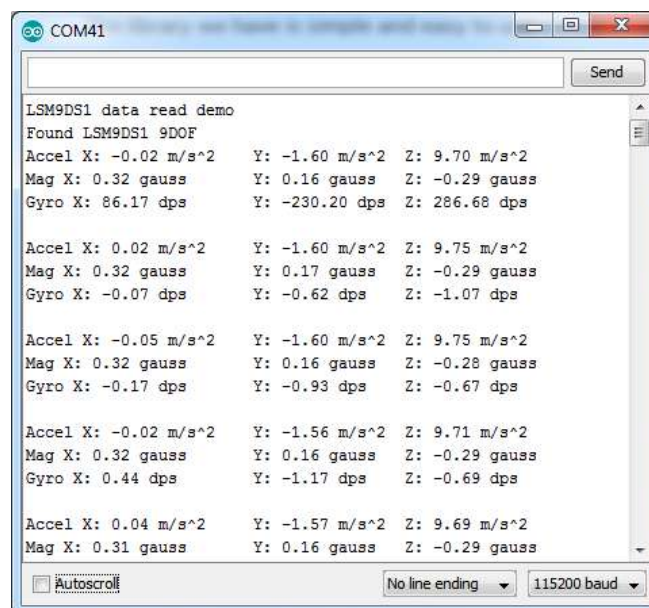 COM41
Send
LSM9DS1 data read demo
Found LSM9DS1 9DOF
Accel X: -0.02 m/s^2 Y: -1.60 m/s^2 Z: 9.70 m/s^2
Mag X: 0.32 gauss Y: 0.16 gauss Z: -0.29 gauss
Gyro X: 86.17 dps Y: -230.20 dps Z: 286.68 dps
Accel X: 0.02 m/s^2 Y: -1.60 m/s^2 Z: 9.75 m/s^2
Mag X: 0.32 gauss Y: 0.17 gauss Z: -0.29 gauss
Gyro X: -0.07 dps Y: -0.62 dps Z: -1.07 dps
Accel X: -0.05 m/s^2 Y: -1.60 m/s^2 Z: 9.75 m/s^2
Mag X: 0.32 gauss Y: 0.16 gauss Z: -0.28 gauss
Gyro X: -0.17 dps Y: -0.93 dps Z: -0.67 dps
Accel X: -0.02 m/s^2 Y: -1.56 m/s^2 Z: 9.71 m/s^2
Mag X: 0.32 gauss Y: 0.16 gauss Z: -0.29 gauss
Gyro X: 0.44 dps Y: -1.17 dps Z: -0.69 dps
Accel X: 0.04 m/s^2 Y: -1.57 m/s^2 Z: 9.69 m/s^2
Mag X: 0.31 gauss Y: 0.16 gauss Z: -0.29 gauss
Autoscroll No line ending 115200 baud